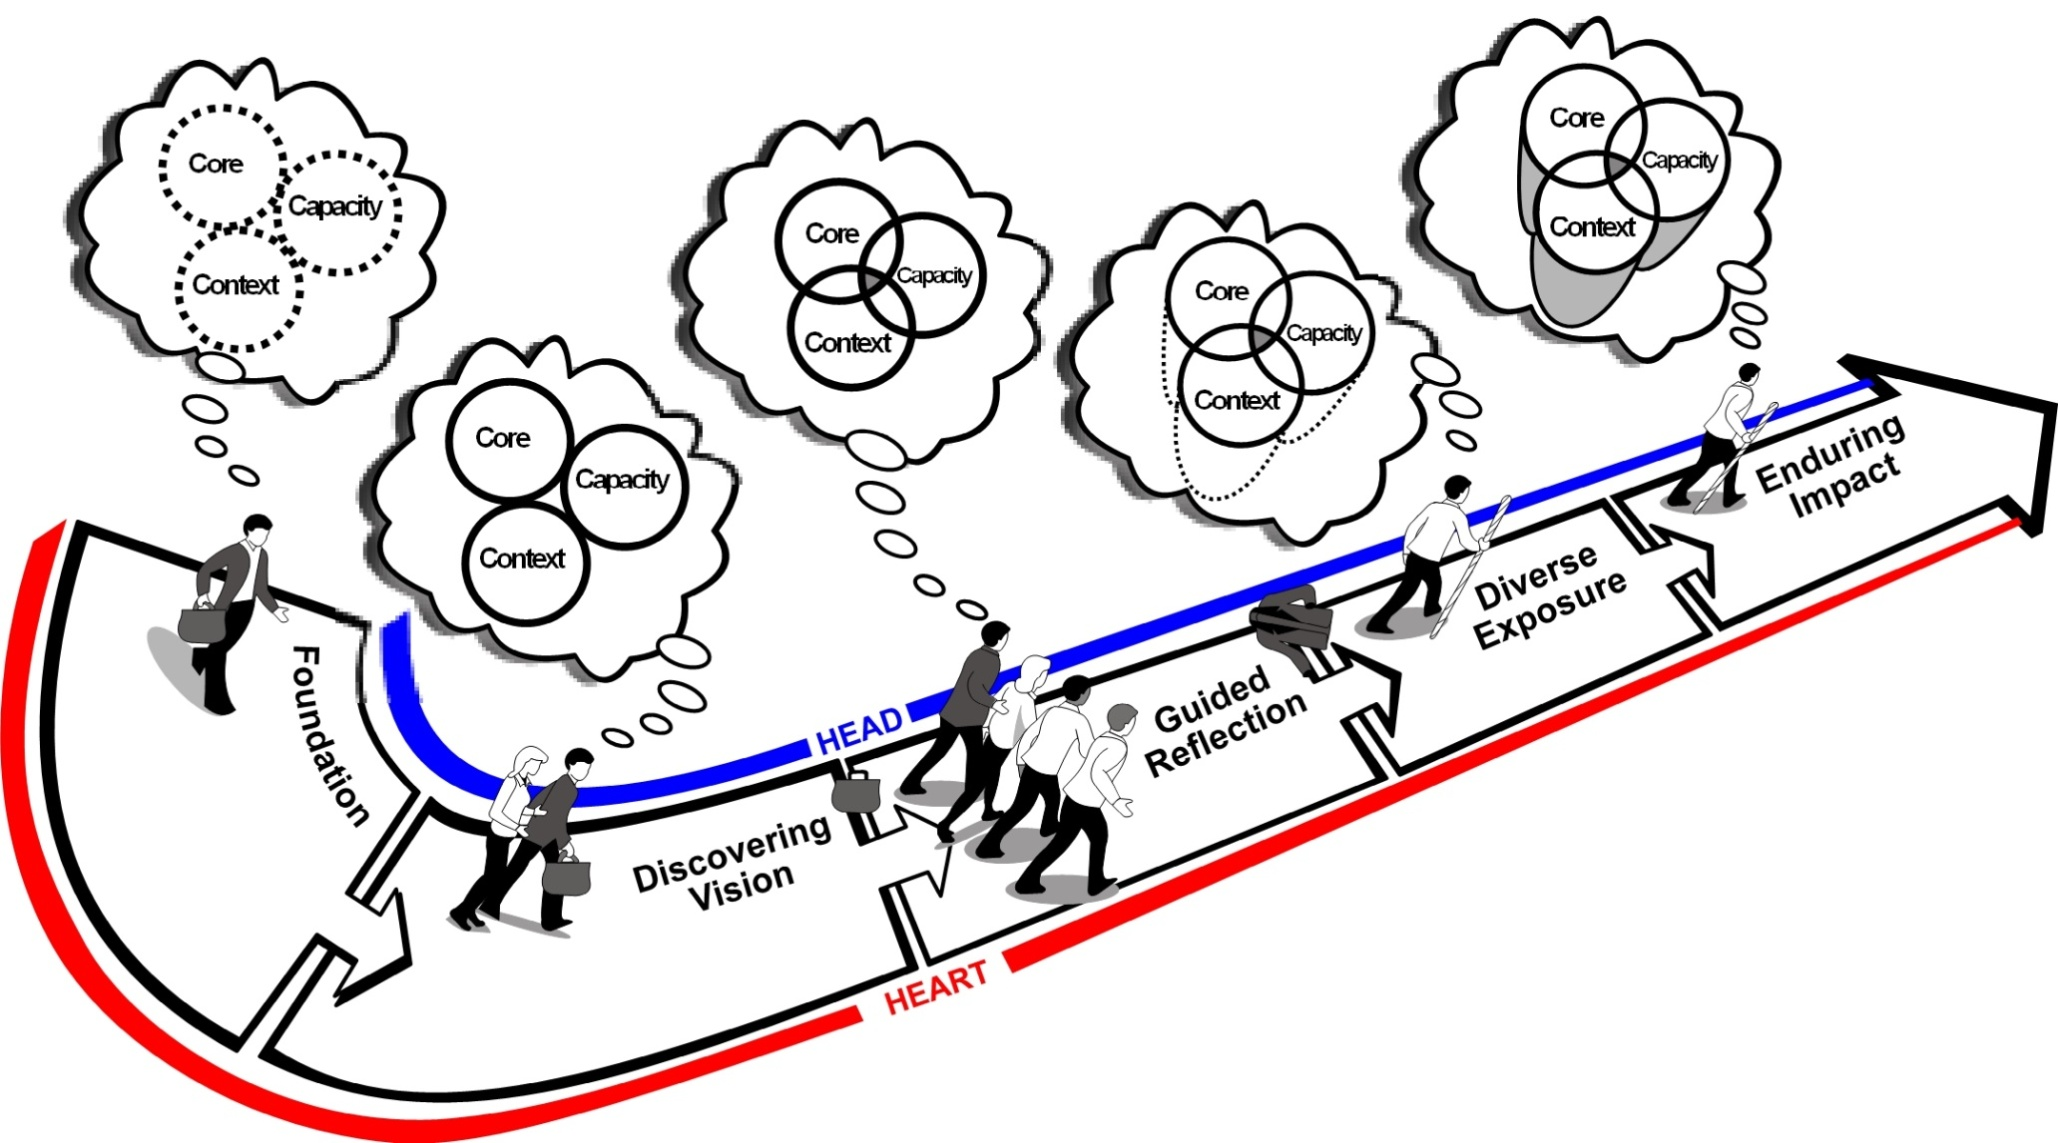 Core
Capacity
Context
Core
Capacity
Context
Core
Capacity
Context
Core
Capacity
Context
Core
Capacity
Context
Foundation
Discovering
Vision
Guided
Reflection
Diverse
Exposure
Enduring
Impact
HEAD
HEART